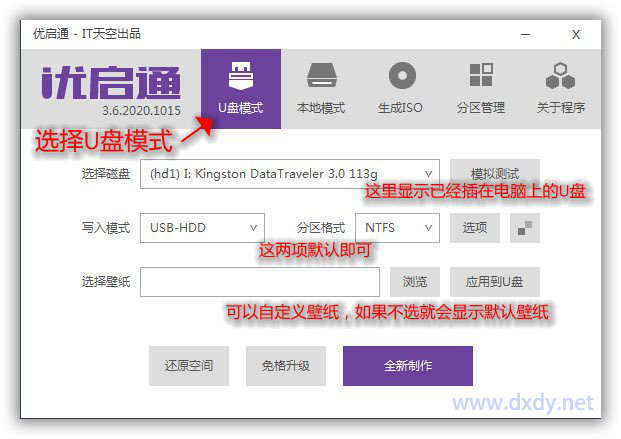 优启通 - IT天空出品
优启通
3.6.2020.1015
U盘模式
本地模式
生成ISO
分区管理
关于程序
选择U盘模式
选择磁盘
(hd1) I: Kingston DataTraveler 3.0 113g
模拟测试
这里显示已经插在电脑上的U盘
写入模式
USB-HDD
分区格式
NTFS
选项
这两项默认即可
选择壁纸
浏览
应用到U盘
可以自定义壁纸，如果不选就会显示默认壁纸
还原空间
免格升级
全新制作
www.dxdy.net